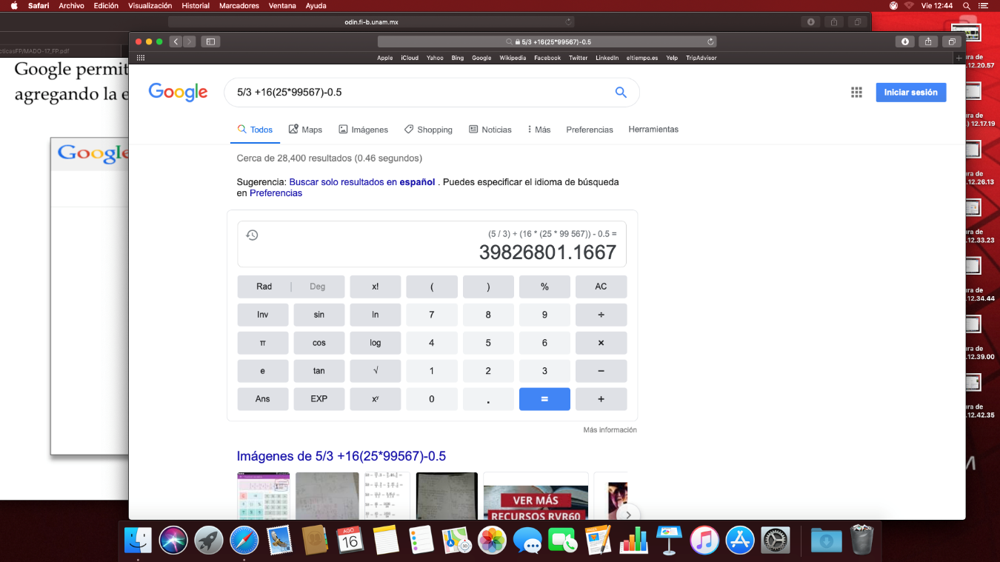 Safari Archivo Edición Visualización Historial Marcadores Ventana Ayuda
Vie 12:44
odin.fi-b.unam.mx
5/3 +16(25*99567)-0.5
cticasFP/MADO-17_FP.pdf
Apple iCloud Yahoo Bing Google Wikipedia Facebook Twitter LinkedIn eltiempo.es Yelp TripAdvisor
Google permit
agregando la e
Google
Google
5/3 +16(25*99567)-0.5
Iniciar sesión
Todos Maps Imágenes Shopping Noticias Más Preferencias Herramientas
Cerca de 28,400 resultados (0.46 segundos)
Sugerencia: Buscar solo resultados en español . Puedes especificar el idioma de búsqueda
en Preferencias
(5 / 3) + (16 * (25 * 99 567)) - 0.5 =
39826801.1667
Rad | Deg x! ( ) % AC
Inv sin ln 7 8 9 ÷
π cos log 4 5 6 ×
e tan √ 1 2 3 −
Ans EXP xʸ 0 . = +
Más información
Imágenes de 5/3 +16(25*99567)-0.5
VER MÁS
RECURSOS RVR60
ra de
.12.20.57
ra de
) 12.17.19
ra de
.12.26.13
ra de
.12.33.23
ra de
.12.34.44
ra de
.12.39.00
ra de
.12.42.35
AGO
16